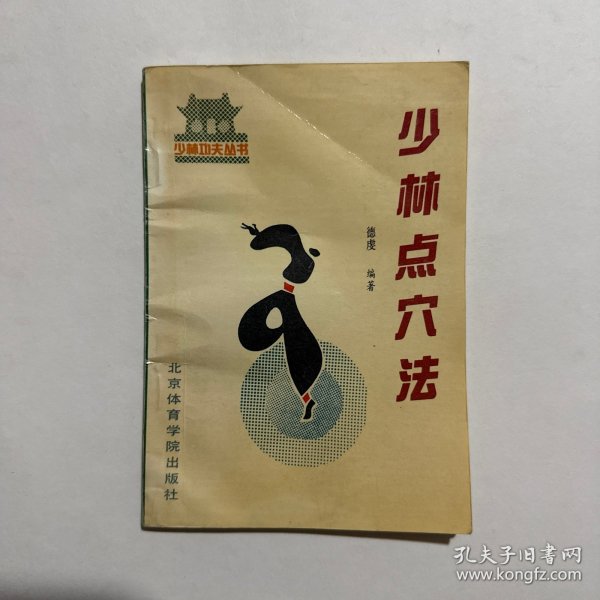 少林功夫丛书
少林点穴法
德虔 编著
北京体育学院出版社
孔夫子旧书网
www.kongfz.com